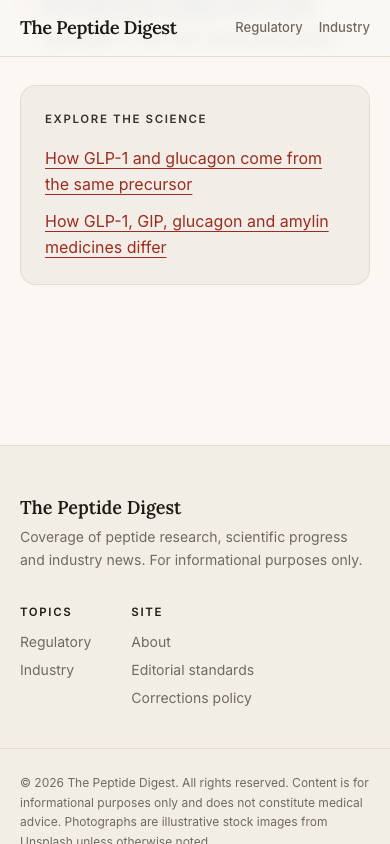 The Peptide Digest
Regulatory Industry
EXPLORE THE SCIENCE
How GLP-1 and glucagon come from
the same precursor
How GLP-1, GIP, glucagon and amylin
medicines differ
The Peptide Digest
Coverage of peptide research, scientific progress
and industry news. For informational purposes only.
TOPICS
Regulatory
Industry
SITE
About
Editorial standards
Corrections policy
© 2026 The Peptide Digest. All rights reserved. Content is for
informational purposes only and does not constitute medical
advice. Photographs are illustrative stock images from
Unsplash unless otherwise noted.